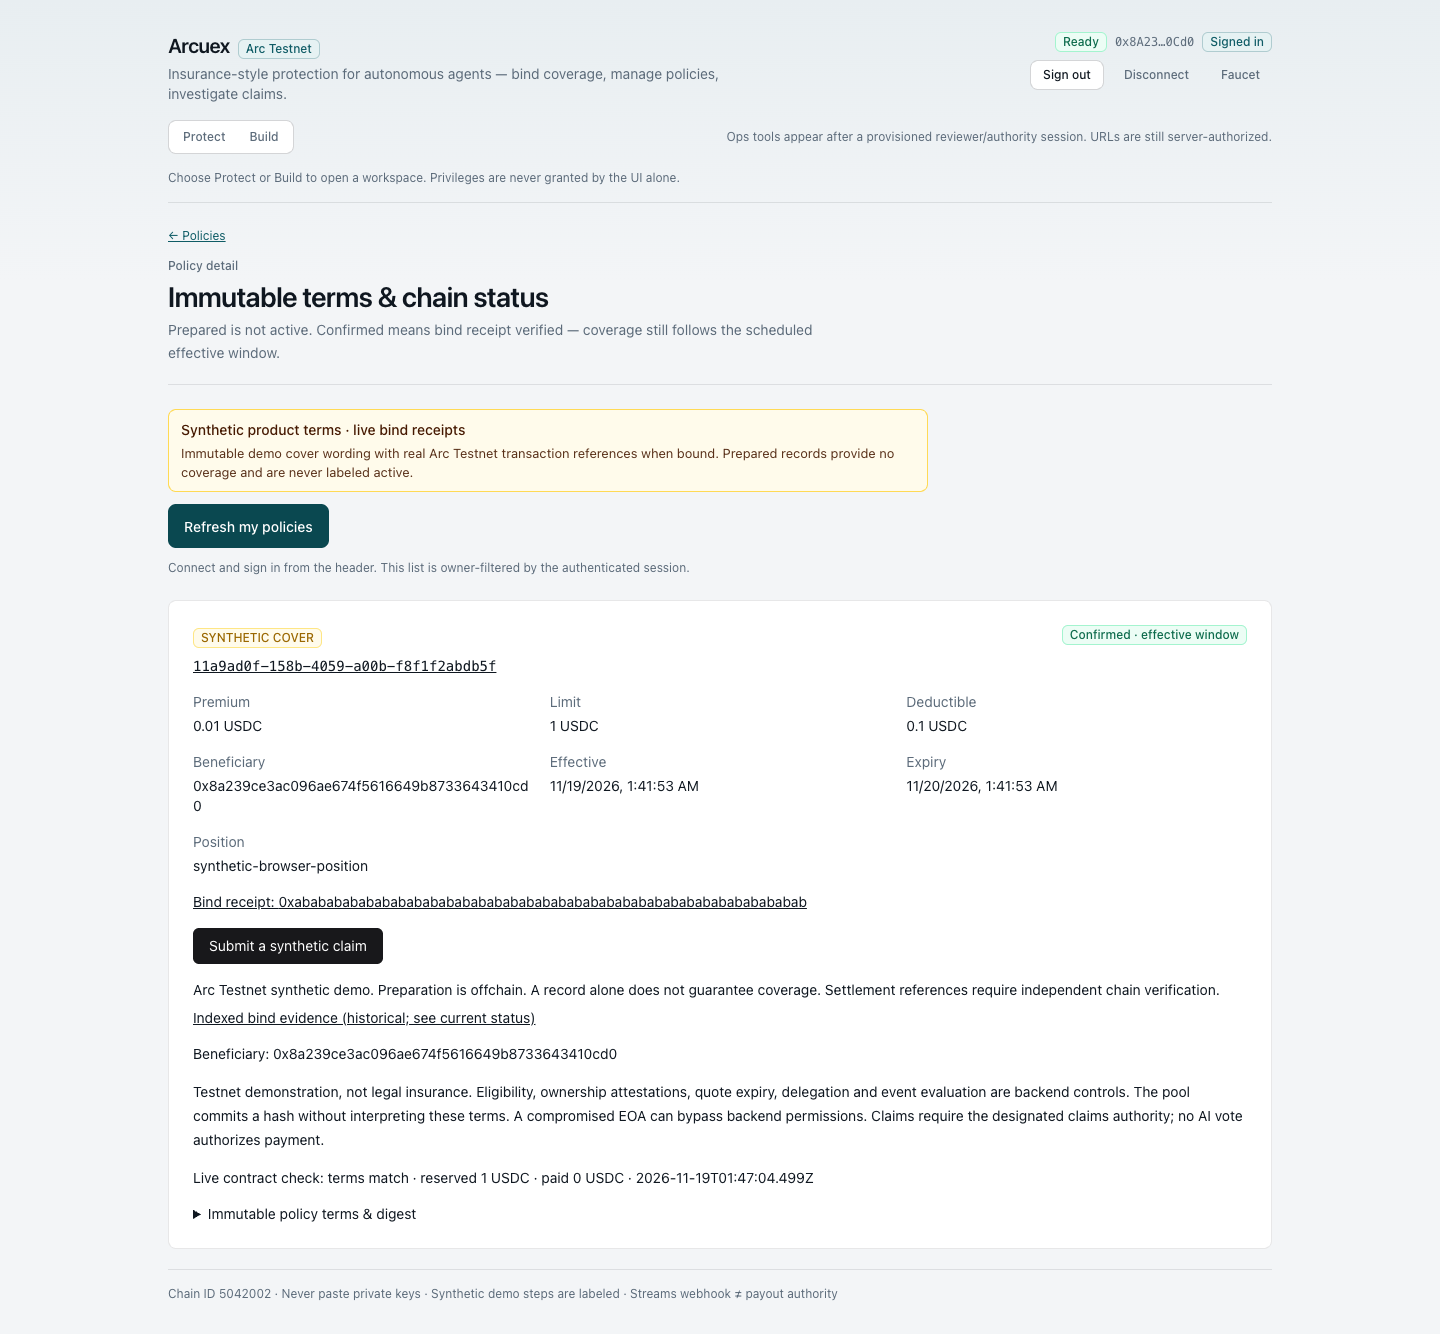 Arcuex Arc Testnet
Ready 0x8A23…0Cd0 Signed in
Insurance-style protection for autonomous agents — bind coverage, manage policies,
investigate claims.
Sign out Disconnect Faucet
Protect Build
Ops tools appear after a provisioned reviewer/authority session. URLs are still server-authorized.
Choose Protect or Build to open a workspace. Privileges are never granted by the UI alone.
← Policies
Policy detail
Immutable terms & chain status
Prepared is not active. Confirmed means bind receipt verified — coverage still follows the scheduled
effective window.
Synthetic product terms · live bind receipts
Immutable demo cover wording with real Arc Testnet transaction references when bound. Prepared records provide no
coverage and are never labeled active.
Refresh my policies
Connect and sign in from the header. This list is owner-filtered by the authenticated session.
SYNTHETIC COVER
Confirmed · effective window
11a9ad0f–158b–4059–a00b–f8f1f2abdb5f
Premium Limit Deductible
0.01 USDC 1 USDC 0.1 USDC
Beneficiary Effective Expiry
0x8a239ce3ac096ae674f5616649b8733643410cd 11/19/2026, 1:41:53 AM 11/20/2026, 1:41:53 AM
0
Position
synthetic-browser-position
Bind receipt: 0xabababababababababababababababababababababababababababababababab
Submit a synthetic claim
Arc Testnet synthetic demo. Preparation is offchain. A record alone does not guarantee coverage. Settlement references require independent chain verification.
Indexed bind evidence (historical; see current status)
Beneficiary: 0x8a239ce3ac096ae674f5616649b8733643410cd0
Testnet demonstration, not legal insurance. Eligibility, ownership attestations, quote expiry, delegation and event evaluation are backend controls. The pool
commits a hash without interpreting these terms. A compromised EOA can bypass backend permissions. Claims require the designated claims authority; no AI vote
authorizes payment.
Live contract check: terms match · reserved 1 USDC · paid 0 USDC · 2026-11-19T01:47:04.499Z
▶ Immutable policy terms & digest
Chain ID 5042002 · Never paste private keys · Synthetic demo steps are labeled · Streams webhook ≠ payout authority